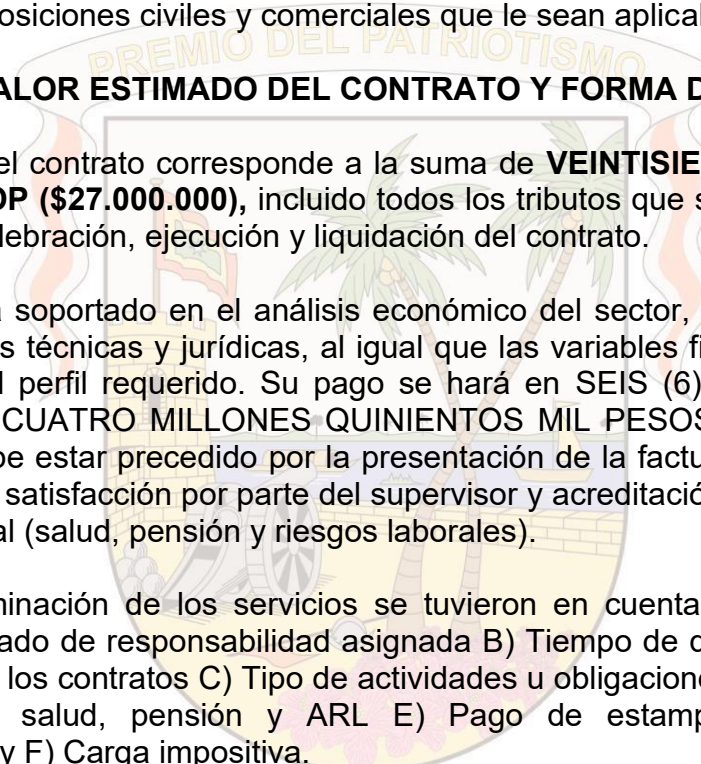 osiciones civiles y comerciales que le sean aplical
PREMIO DEL PATRIOTISMO
ALOR ESTIMADO DEL CONTRATO Y FORMA D
el contrato corresponde a la suma de VEINTISIE
OP ($27.000.000), incluido todos los tributos que s
lebración, ejecución y liquidación del contrato.
a soportado en el análisis económico del sector,
s técnicas y jurídicas, al igual que las variables fi
l perfil requerido. Su pago se hará en SEIS (6)
CUATRO MILLONES QUINIENTOS MIL PESOS
be estar precedido por la presentación de la factu
satisfacción por parte del supervisor y acreditació
al (salud, pensión y riesgos laborales).
minación de los servicios se tuvieron en cuenta
ado de responsabilidad asignada B) Tiempo de d
los contratos C) Tipo de actividades u obligacione
salud, pensión y ARL E) Pago de estamp
y F) Carga impositiva.